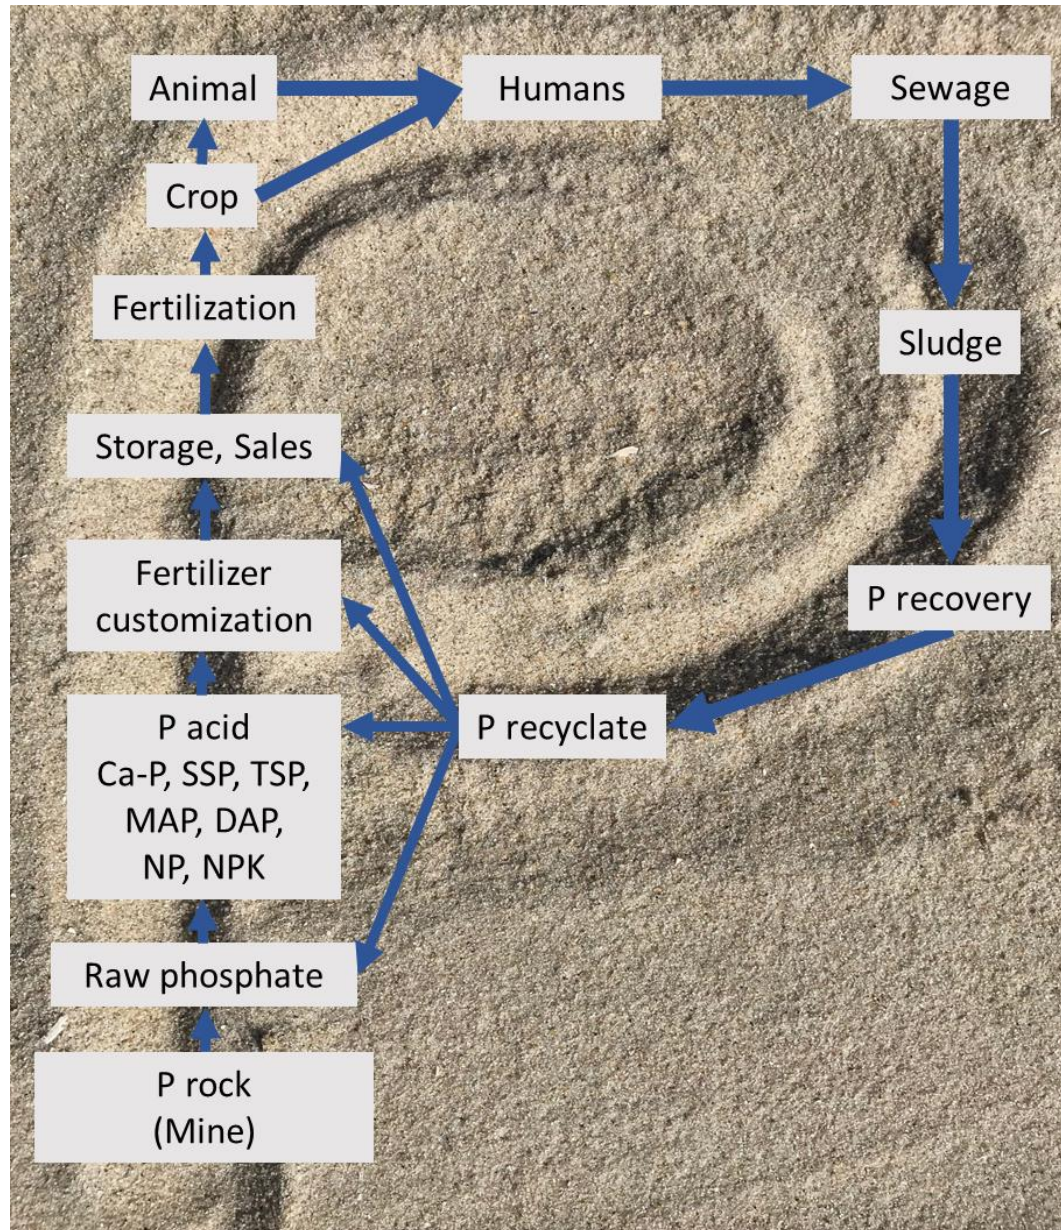 Animal
Humans
Sewage
Crop
Fertilization
Sludge
Storage, Sales
Fertilizer
customization
P recovery
P acid
Ca-P, SSP, TSP,
MAP, DAP,
NP, NPK
P recyclate
Raw phosphate
P rock
(Mine)